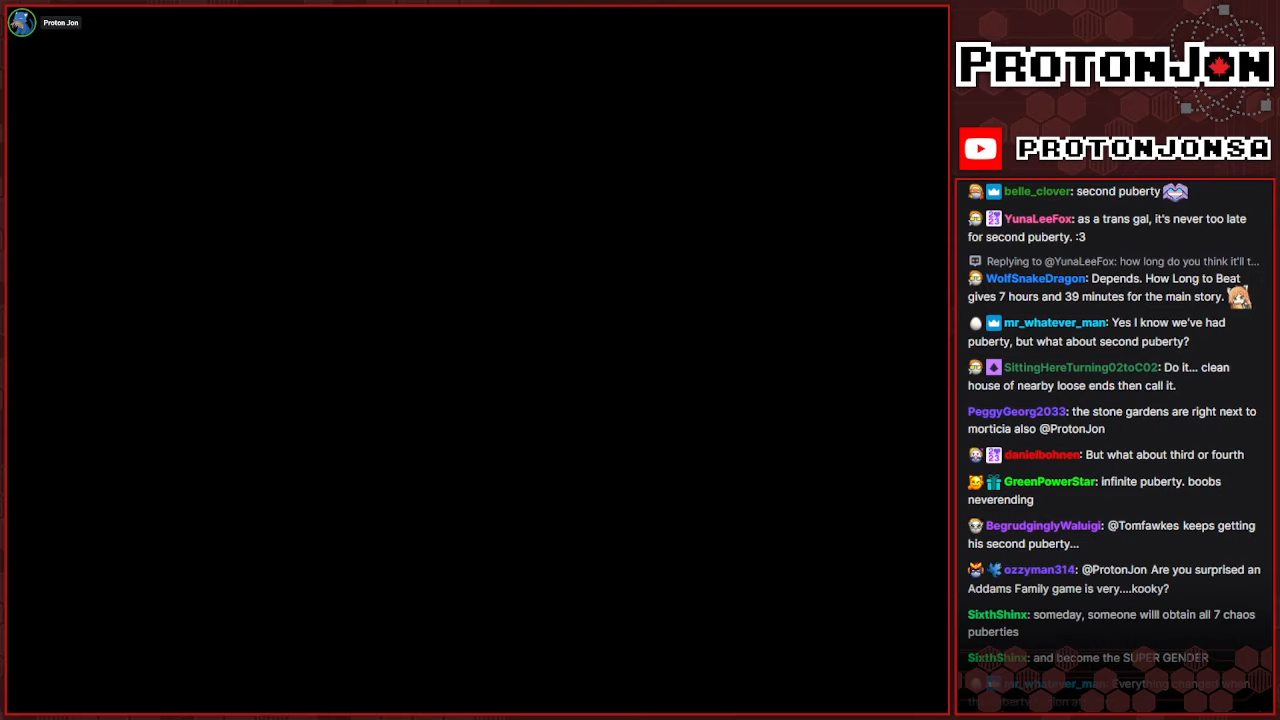 Proton Jon
PROTONJON
PROTONJONSA
belle_clover: second puberty
YunaLeeFox: as a trans gal, it's never too late
for second puberty. :3
Replying to @YunaLeeFox: how long do you think it'll t...
WolfSnakeDragon: Depends. How Long to Beat
gives 7 hours and 39 minutes for the main story.
mr_whatever_man: Yes I know we've had
puberty, but what about second puberty?
SittingHereTurning02toC02: Do it... clean
house of nearby loose ends then call it.
PeggyGeorg2033: the stone gardens are right next to
morticia also @ProtonJon
danielbohnen: But what about third or fourth
GreenPowerStar: infinite puberty. boobs
neverending
BegrudginglyWaluigi: @Tomfawkes keeps getting
his second puberty...
ozzyman314: @ProtonJon Are you surprised an
Addams Family game is very....kooky?
SixthShinx: someday, someone willl obtain all 7 chaos
puberties
SixthShinx: and become the SUPER GENDER
mr_whatever_man: Everything changed when